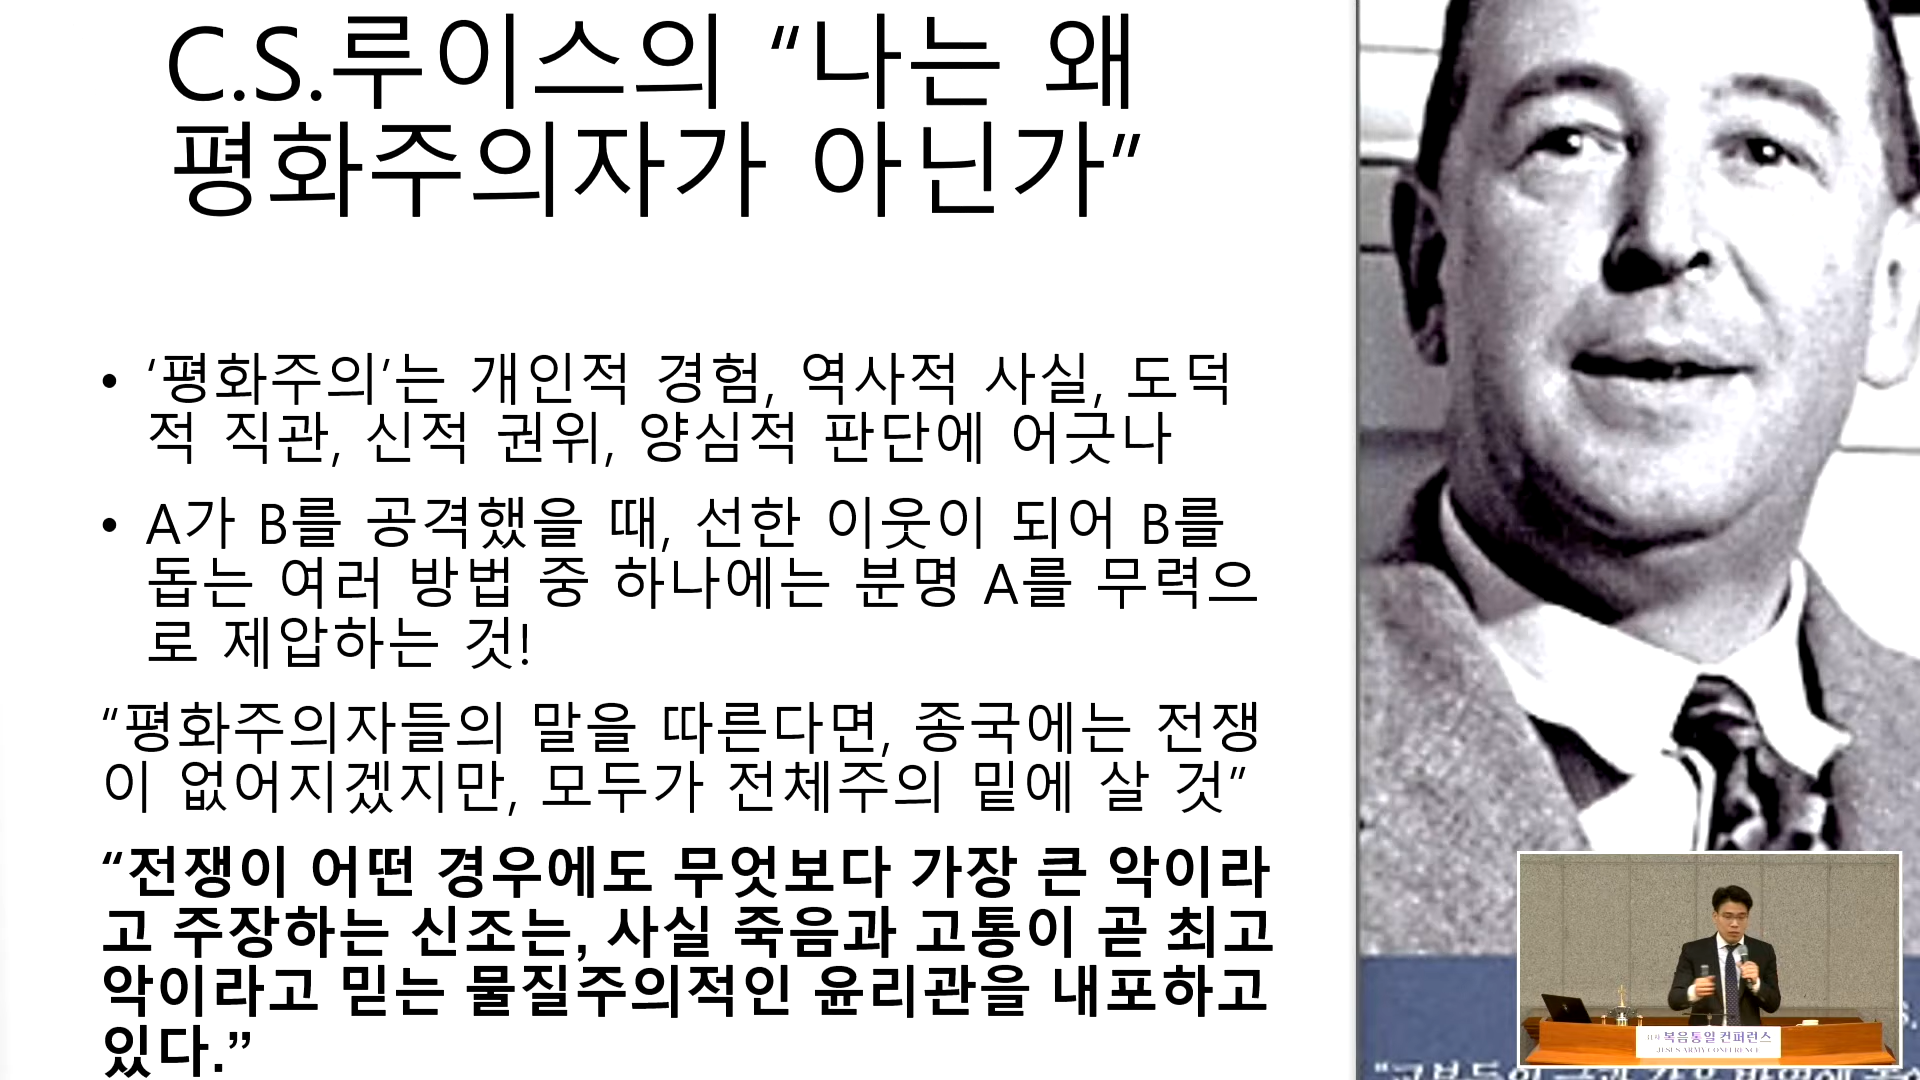 C.S.루이스의 “나는 왜
평화주의자가 아닌가”
• ‘평화주의’는 개인적 경험, 역사적 사실, 도덕
적 직관, 신적 권위, 양심적 판단에 어긋나
• A가 B를 공격했을 때, 선한 이웃이 되어 B를
돕는 여러 방법 중 하나에는 분명 A를 무력으
로 제압하는 것!
“평화주의자들의 말을 따른다면, 종국에는 전쟁
이 없어지겠지만, 모두가 전체주의 밑에 살 것”
“전쟁이 어떤 경우에도 무엇보다 가장 큰 악이라
고 주장하는 신조는, 사실 죽음과 고통이 곧 최고
악이라고 믿는 물질주의적인 윤리관을 내포하고
있다.”
복음통일 컨퍼런스
JESUS ARMY CONFERENCE